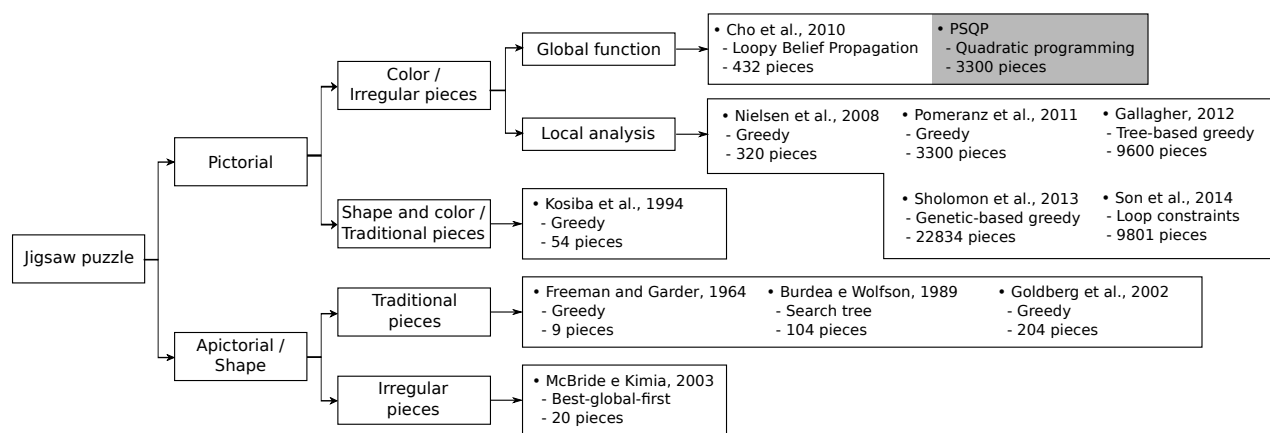 Jigsaw puzzle
Pictorial
Color /
Irregular pieces
Global function
• Cho et al., 2010
- Loopy Belief Propagation
- 432 pieces
• PSQP
- Quadratic programming
- 3300 pieces
Local analysis
• Nielsen et al., 2008
- Greedy
- 320 pieces
• Pomeranz et al., 2011
- Greedy
- 3300 pieces
• Gallagher, 2012
- Tree-based greedy
- 9600 pieces
• Sholomon et al., 2013
- Genetic-based greedy
- 22834 pieces
• Son et al., 2014
- Loop constraints
- 9801 pieces
Shape and color /
Traditional pieces
• Kosiba et al., 1994
- Greedy
- 54 pieces
Apictorial /
Shape
Traditional
pieces
• Freeman and Garder, 1964
- Greedy
- 9 pieces
• Burdea e Wolfson, 1989
- Search tree
- 104 pieces
• Goldberg et al., 2002
- Greedy
- 204 pieces
Irregular
pieces
• McBride e Kimia, 2003
- Best-global-first
- 20 pieces